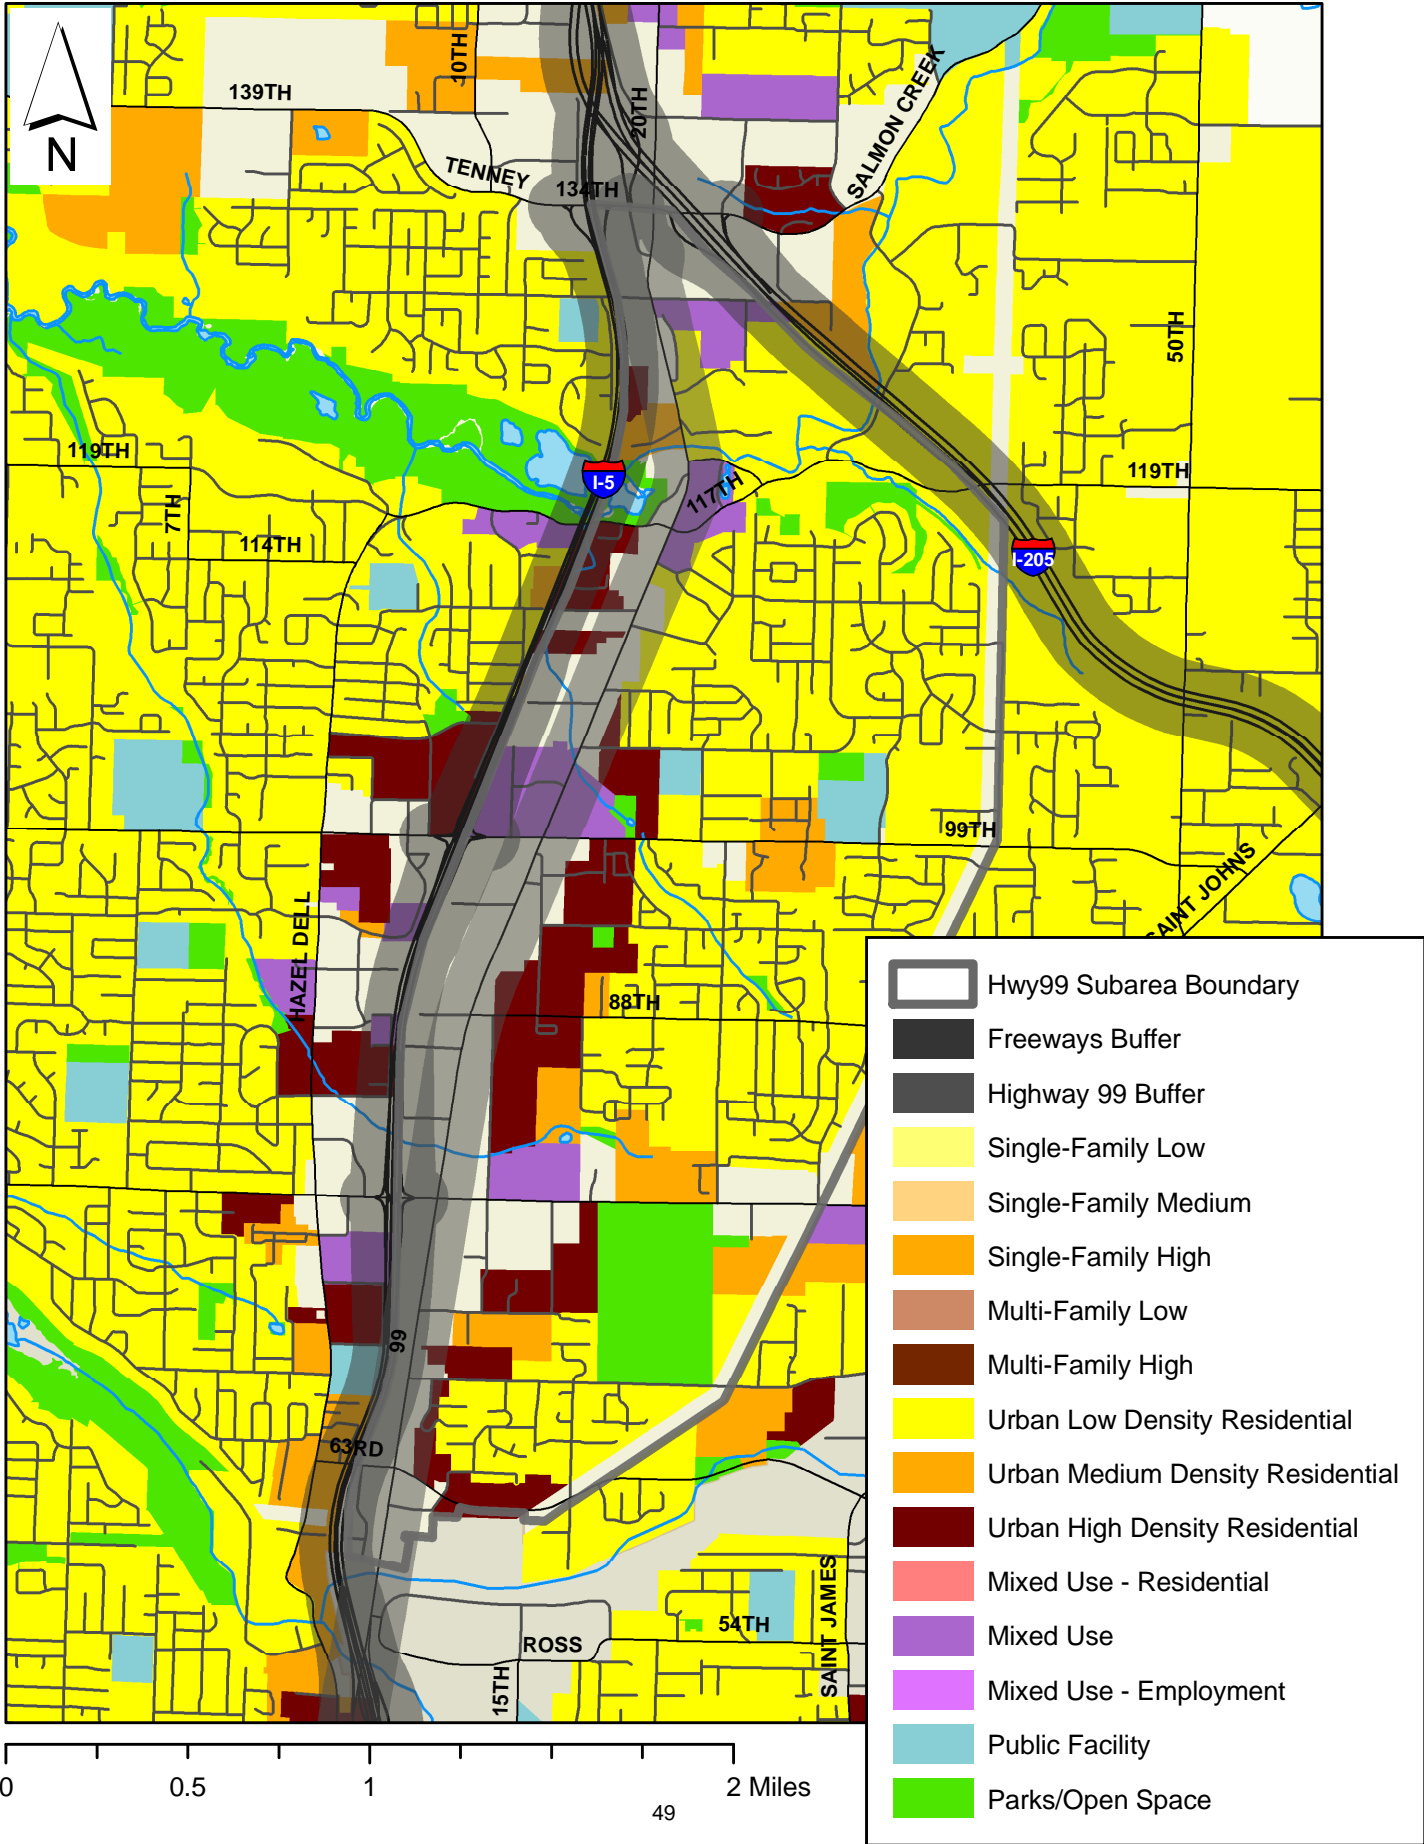 10TH
20TH
139TH
SALMON CREEK
N
TENNEY
134TH
50TH
119TH
I-5
117TH
119TH
7TH
114TH
I-205
99TH
SAINT JOHNS
HAZEL DELL
88TH
99
63RD
54TH
ROSS
15TH
SAINT JAMES
Hwy99 Subarea Boundary
Freeways Buffer
Highway 99 Buffer
Single-Family Low
Single-Family Medium
Single-Family High
Multi-Family Low
Multi-Family High
Urban Low Density Residential
Urban Medium Density Residential
Urban High Density Residential
Mixed Use - Residential
Mixed Use
Mixed Use - Employment
Public Facility
Parks/Open Space
0 0.5 1 2 Miles
49